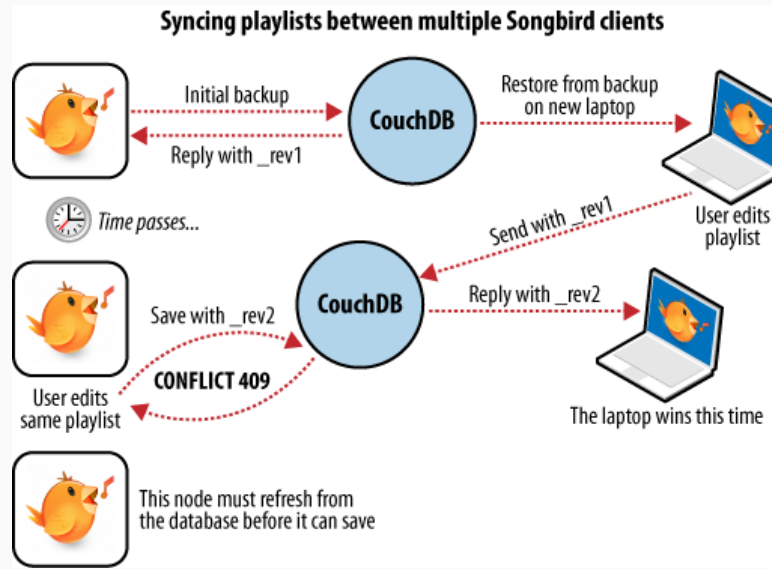 Syncing playlists between multiple Songbird clients
Initial backup
CouchDB
Restore from backup
on new laptop
Reply with _rev1
Time passes...
Send with _rev1
User edits
playlist
CouchDB
Save with _rev2
Reply with _rev2
CONFLICT 409
User edits
same playlist
The laptop wins this time
This node must refresh from
the database before it can save